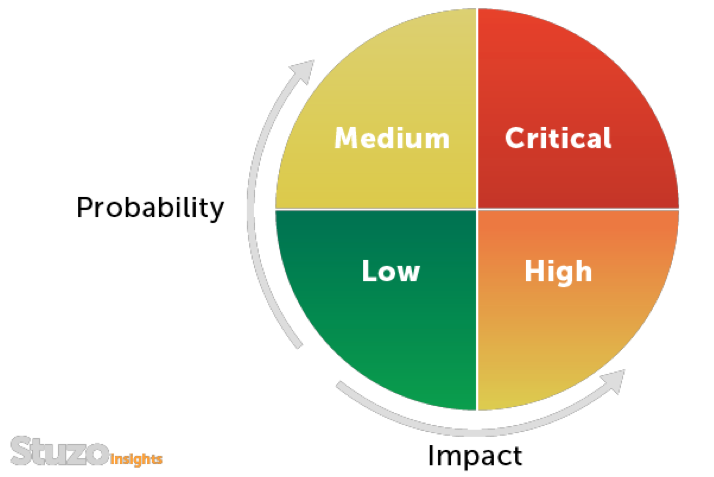 Medium
Critical
Probability
Low
High
Impact
Stuzo Insights